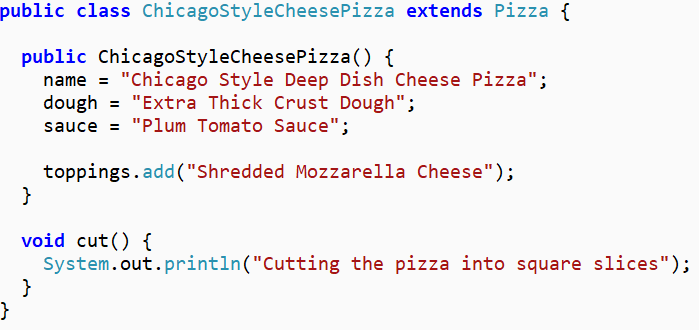 public class ChicagoStyleCheesePizza extends Pizza {
public ChicagoStyleCheesePizza() {
name = "Chicago Style Deep Dish Cheese Pizza";
dough = "Extra Thick Crust Dough";
sauce = "Plum Tomato Sauce";
toppings.add("Shredded Mozzarella Cheese");
}
void cut() {
System.out.println("Cutting the pizza into square slices");
}
}